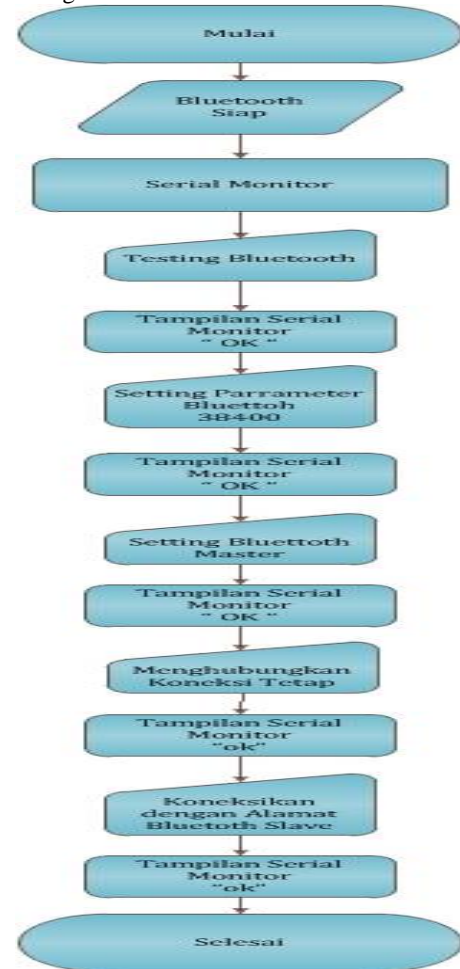 Mulai
Bluetooth
Siap
Serial Monitor
Testing Bluetooth
Tampilan Serial
Monitor
" OK "
Setting Parrameter
Bluettoh
38400
Tampilan Serial
Monitor
" OK "
Setting Bluettoth
Master
Tampilan Serial
Monitor
" OK "
Menghubungkan
Koneksi Tetap
Tampilan Serial
Monitor
"ok"
Koneksikan
dengan Alamat
Bluetoth Slave
Tampilan Serial
Monitor
"ok"
Selesai